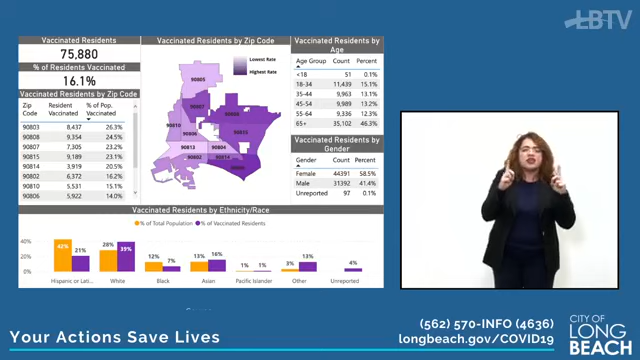 LBTV
Vaccinated Residents
75,880
% of Residents Vaccinated
16.1%
Vaccinated Residents by Zip Code
Zip Code Resident Vaccinated % of Pop. Vaccinated
90803 8,437 26.3%
90808 9,354 24.5%
90807 7,305 23.2%
90815 9,189 23.1%
90814 3,919 20.5%
90802 6,372 16.2%
90810 5,531 15.1%
90806 5,922 14.0%
Vaccinated Residents by Zip Code
Lowest Rate
Highest Rate
90805
90807
90808
90810
90806
90815
90813
90804
90802
90814
Vaccinated Residents by Age
Age Group Count Percent
<18 51 0.1%
18-34 11,439 15.1%
35-44 9,963 13.1%
45-54 9,989 13.2%
55-64 9,336 12.3%
65+ 35,102 46.3%
Vaccinated Residents by Gender
Gender Count Percent
Female 44391 58.5%
Male 31392 41.4%
Unreported 97 0.1%
Vaccinated Residents by Ethnicity/Race
% of Total Population % of Vaccinated Residents
40%
20%
0%
42% 21% 28% 39% 12% 7% 13% 16% 1% 1% 3% 13% 4%
Hispanic or Lati... White Black Asian Pacific Islander Other Unreported
Your Actions Save Lives
(562) 570-INFO (4636)
longbeach.gov/COVID19
CITY OF
LONG
BEACH